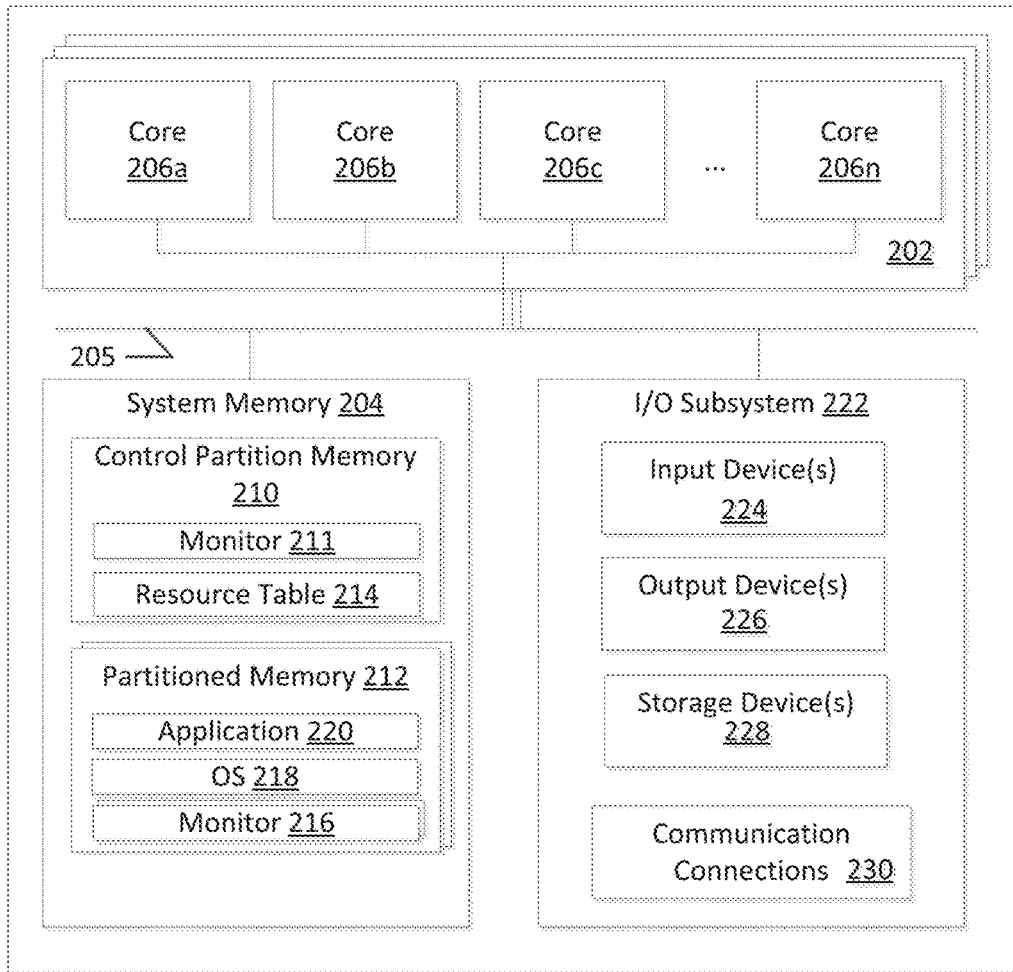 Core
206a
Core
206b
Core
206c
...
Core
206n
202
205
System Memory 204
Control Partition Memory
210
Monitor 211
Resource Table 214
Partitioned Memory 212
Application 220
OS 218
Monitor 216
I/O Subsystem 222
Input Device(s)
224
Output Device(s)
226
Storage Device(s)
228
Communication
Connections 230